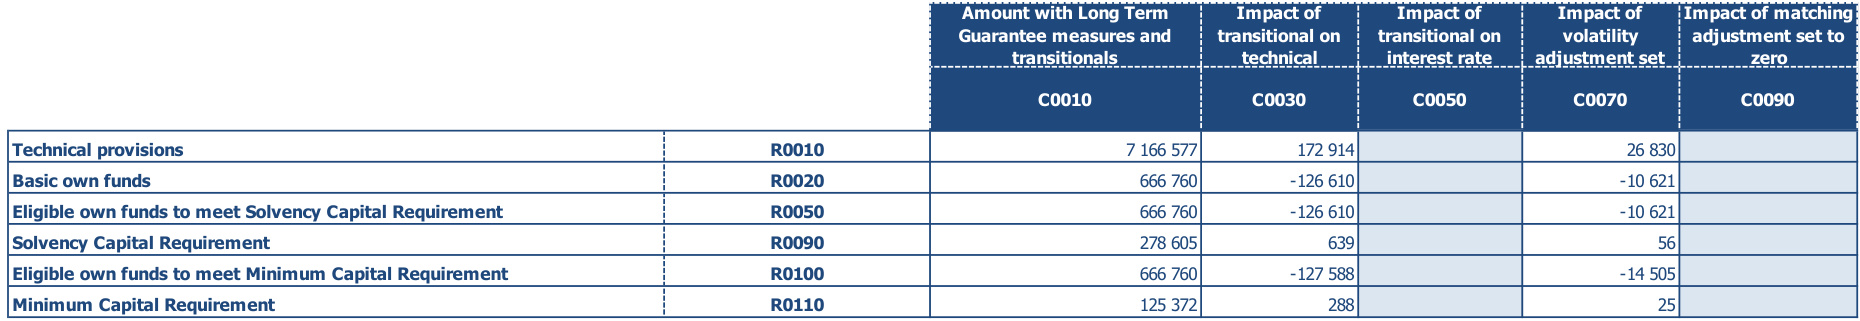 Amount with Long Term Guarantee measures and transitionals
Impact of transitional on technical
Impact of transitional on interest rate
Impact of volatility adjustment set
Impact of matching adjustment set to zero
C0010 C0030 C0050 C0070 C0090
Technical provisions R0010 7 166 577 172 914 26 830
Basic own funds R0020 666 760 -126 610 -10 621
Eligible own funds to meet Solvency Capital Requirement R0050 666 760 -126 610 -10 621
Solvency Capital Requirement R0090 278 605 639 56
Eligible own funds to meet Minimum Capital Requirement R0100 666 760 -127 588 -14 505
Minimum Capital Requirement R0110 125 372 288 25